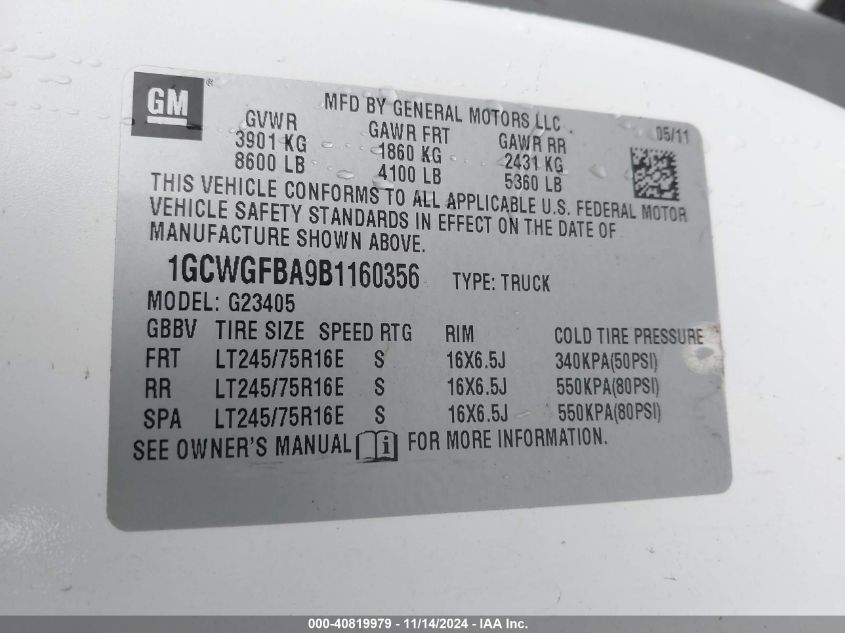 GM ®
MFD BY GENERAL MOTORS LLC
05/11
GVWR GAWR FRT GAWR RR
3901 KG 1860 KG 2431 KG
8600 LB 4100 LB 5360 LB
THIS VEHICLE CONFORMS TO ALL APPLICABLE U.S. FEDERAL MOTOR
VEHICLE SAFETY STANDARDS IN EFFECT ON THE DATE OF
MANUFACTURE SHOWN ABOVE.
1GCWGFBA9B1160356 TYPE: TRUCK
MODEL: G23405
GBBV TIRE SIZE SPEED RTG RIM COLD TIRE PRESSURE
FRT LT245/75R16E S 16X6.5J 340KPA(50PSI)
RR LT245/75R16E S 16X6.5J 550KPA(80PSI)
SPA LT245/75R16E S 16X6.5J 550KPA(80PSI)
SEE OWNER'S MANUAL i FOR MORE INFORMATION.
000-40819979 - 11/14/2024 - IAA Inc.